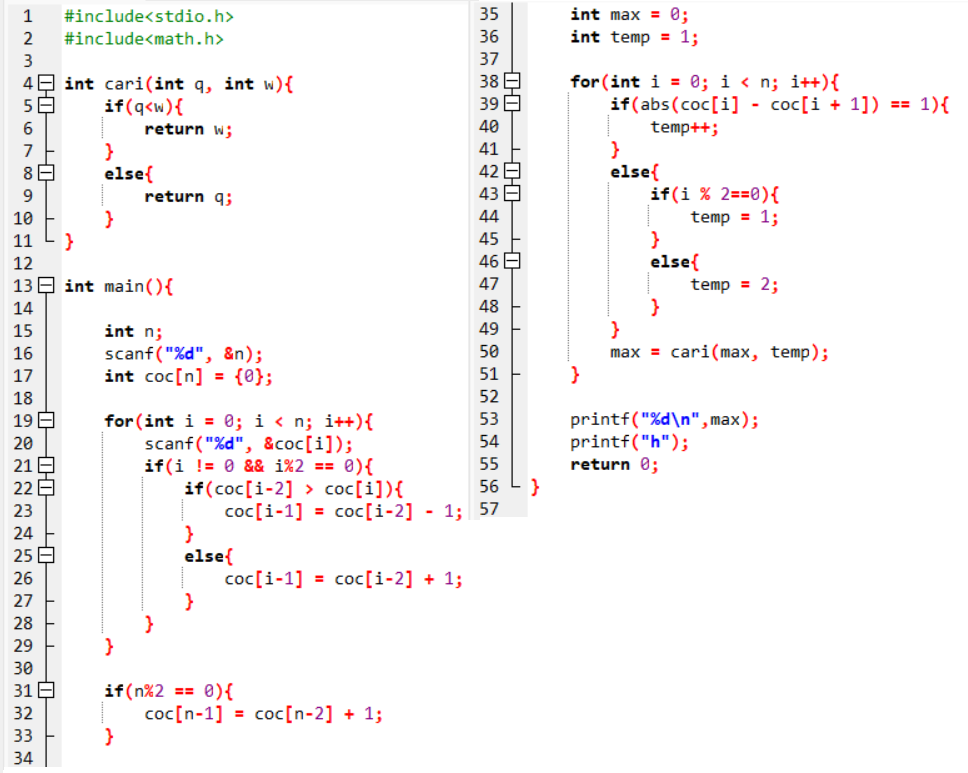 1 #include<stdio.h>
2 #include<math.h>
3
4 int cari(int q, int w){
5     if(q<w){
6         return w;
7     }
8     else{
9         return q;
10     }
11 }
12
13 int main(){
14
15     int n;
16     scanf("%d", &n);
17     int coc[n] = {0};
18
19     for(int i = 0; i < n; i++){
20         scanf("%d", &coc[i]);
21         if(i != 0 && i%2 == 0){
22             if(coc[i-2] > coc[i]){
23                 coc[i-1] = coc[i-2] - 1;
24             }
25             else{
26                 coc[i-1] = coc[i-2] + 1;
27             }
28         }
29     }
30
31     if(n%2 == 0){
32         coc[n-1] = coc[n-2] + 1;
33     }
34
35     int max = 0;
36     int temp = 1;
37
38     for(int i = 0; i < n; i++){
39         if(abs(coc[i] - coc[i + 1]) == 1){
40             temp++;
41         }
42         else{
43             if(i % 2==0){
44                 temp = 1;
45             }
46             else{
47                 temp = 2;
48             }
49         }
50         max = cari(max, temp);
51     }
52
53     printf("%d\n",max);
54     printf("h");
55     return 0;
56 }
57